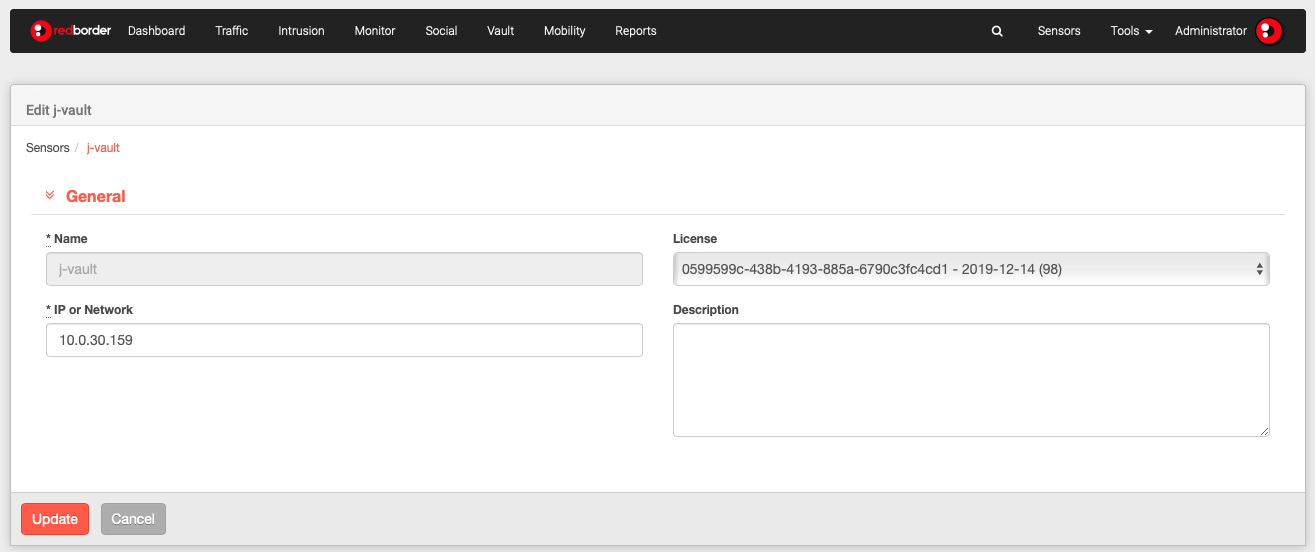 redborder Dashboard Traffic Intrusion Monitor Social Vault Mobility Reports Sensors Tools Administrator
Edit j-vault
Sensors / j-vault
General
* Name License
j-vault 0599599c-438b-4193-885a-6790c3fc4cd1 - 2019-12-14 (98)
* IP or Network Description
10.0.30.159
Update Cancel